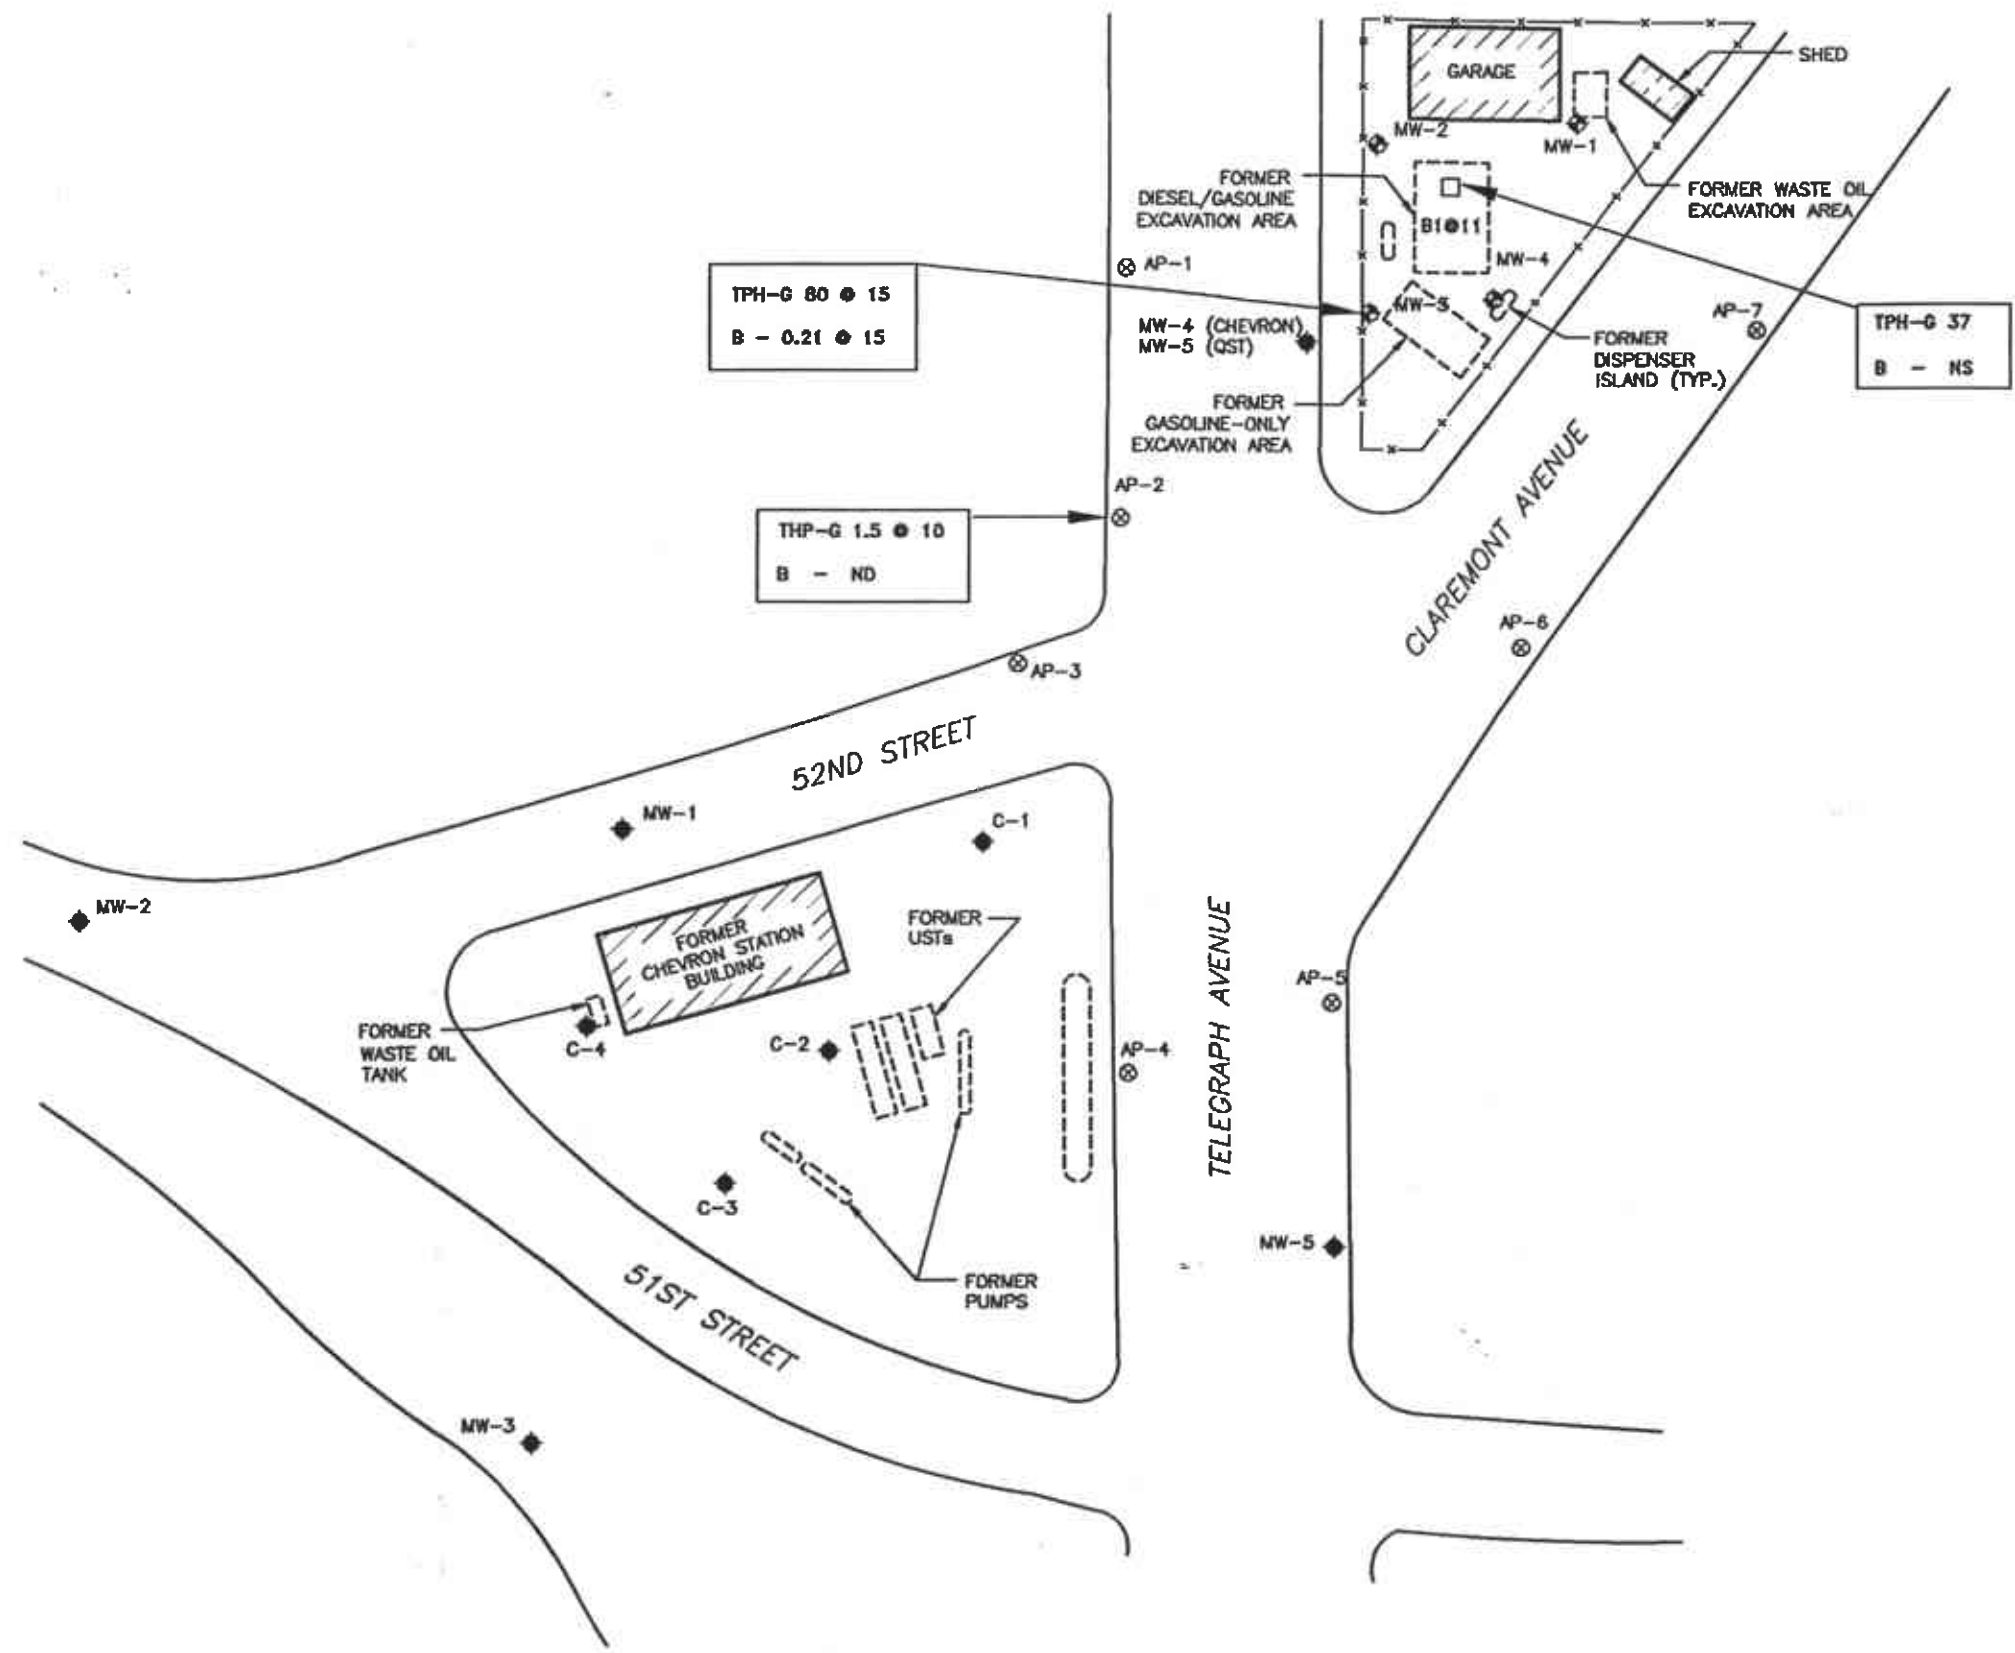 SHED
GARAGE
MW-2
MW-1
FORMER
DIESEL/GASOLINE
EXCAVATION AREA
FORMER WASTE OIL
EXCAVATION AREA
B1@11
MW-4
AP-1
TPH-G 80 @ 15
B - 0.21 @ 15
MW-3
MW-4 (CHEVRON)
MW-5 (QST)
AP-7
TPH-G 37
B - NS
FORMER
DISPENSER
ISLAND (TYP.)
FORMER
GASOLINE-ONLY
EXCAVATION AREA
CLAREMONT AVENUE
AP-2
THP-G 1.5 @ 10
B - ND
AP-6
AP-3
52ND STREET
MW-1
C-1
MW-2
FORMER
CHEVRON STATION
BUILDING
FORMER
USTs
TELEGRAPH AVENUE
AP-5
FORMER
WASTE OIL
TANK
C-4
C-2
AP-4
C-3
MW-5
FORMER
PUMPS
51ST STREET
MW-3